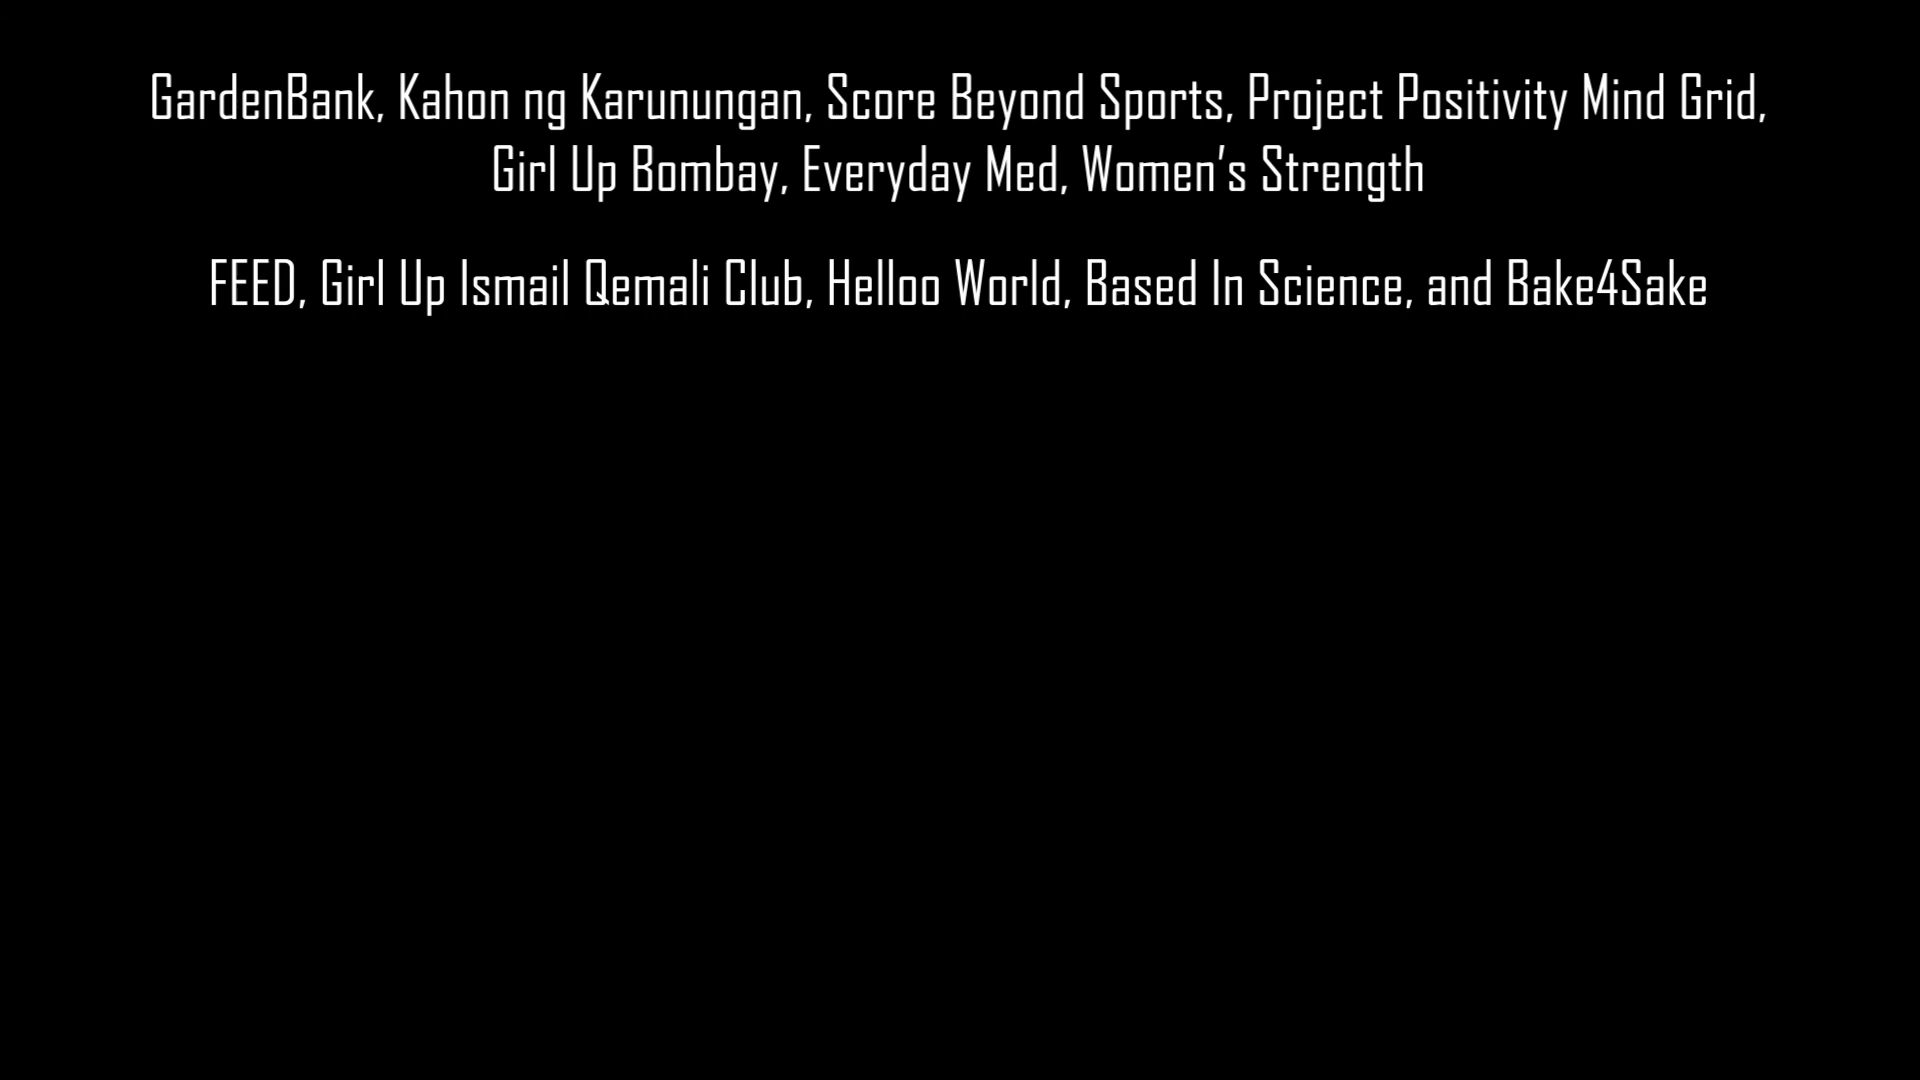 GardenBank, Kahon ng Karunungan, Score Beyond Sports, Project Positivity Mind Grid,
Girl Up Bombay, Everyday Med, Women’s Strength
FEED, Girl Up Ismail Qemali Club, Helloo World, Based In Science, and Bake4Sake